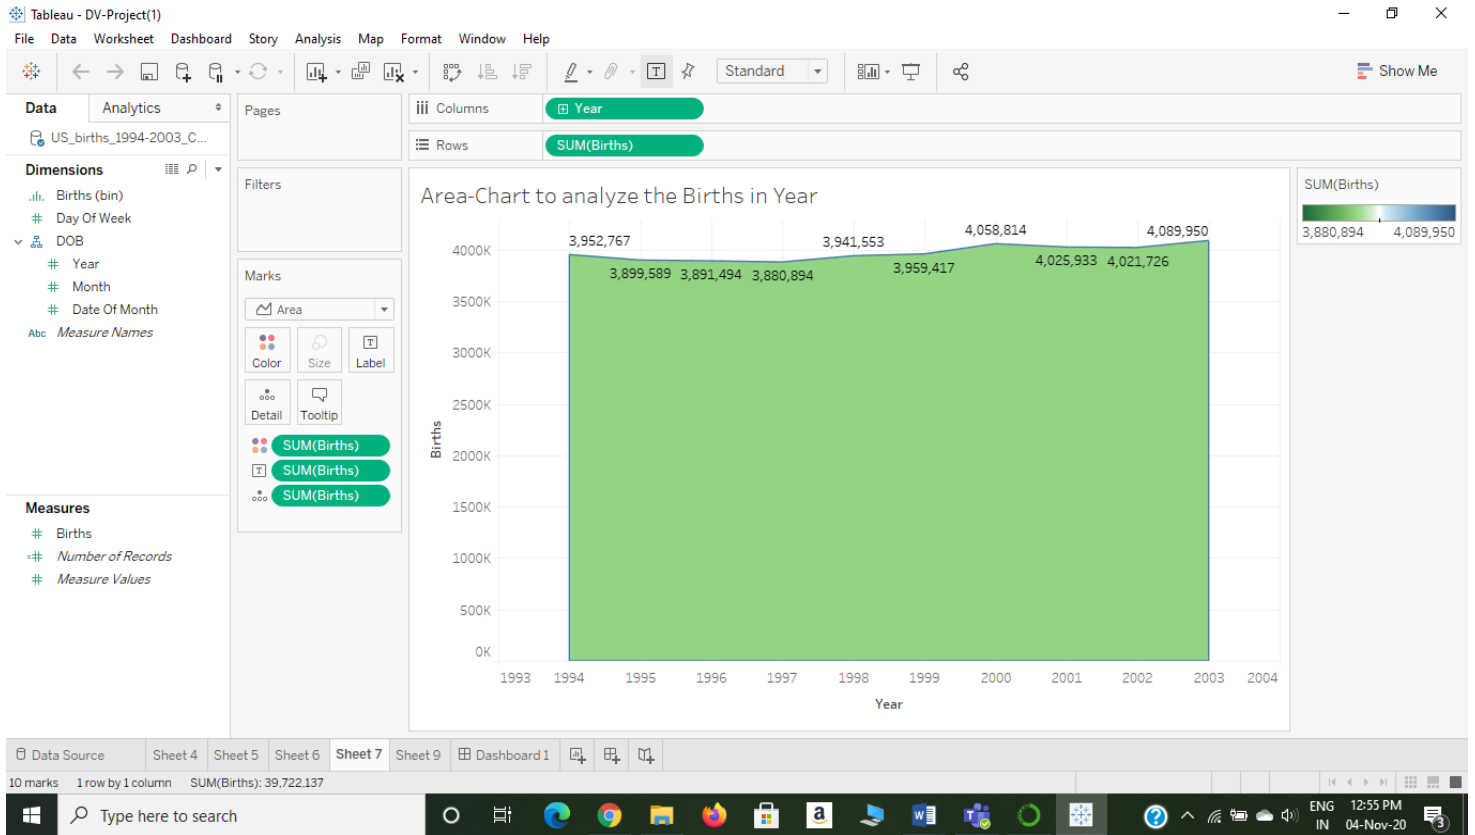 Tableau - DV-Project(1)
File Data Worksheet Dashboard Story Analysis Map Format Window Help
Standard
Show Me
Data Analytics
US_births_1994-2003_C...
Dimensions
Births (bin)
Day Of Week
DOB
Year
Month
Date Of Month
Abc Measure Names
Measures
Births
Number of Records
Measure Values
Pages
Filters
Marks
Area
Color Size Label
Detail Tooltip
SUM(Births)
SUM(Births)
SUM(Births)
Columns Year
Rows SUM(Births)
Area-Chart to analyze the Births in Year
4000K
3500K
3000K
2500K
2000K
1500K
1000K
500K
0K
Births
3,952,767 3,941,553 4,058,814 4,089,950
3,899,589 3,891,494 3,880,894 3,959,417 4,025,933 4,021,726
1993 1994 1995 1996 1997 1998 1999 2000 2001 2002 2003 2004
Year
SUM(Births)
3,880,894 4,089,950
Data Source Sheet 4 Sheet 5 Sheet 6 Sheet 7 Sheet 9 Dashboard 1
10 marks 1 row by 1 column SUM(Births): 39,722,137
Type here to search
ENG 12:55 PM
IN 04-Nov-20
3